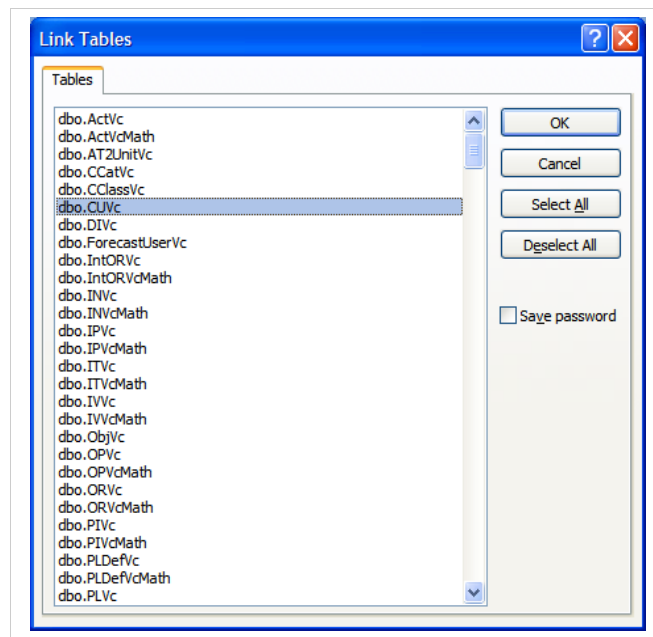 Link Tables
Tables
dbo.ActVc
dbo.ActVcMath
dbo.AT2UnitVc
dbo.CCatVc
dbo.CClassVc
dbo.CUVc
dbo.DIVc
dbo.ForecastUserVc
dbo.IntORVc
dbo.IntORVcMath
dbo.INVc
dbo.INVcMath
dbo.IPVc
dbo.IPVcMath
dbo.ITVc
dbo.ITVcMath
dbo.IVVc
dbo.IVVcMath
dbo.ObjVc
dbo.OPVc
dbo.OPVcMath
dbo.ORVc
dbo.ORVcMath
dbo.PIVc
dbo.PIVcMath
dbo.PLDefVc
dbo.PLDefVcMath
dbo.PLVc
OK
Cancel
Select All
Deselect All
Save password